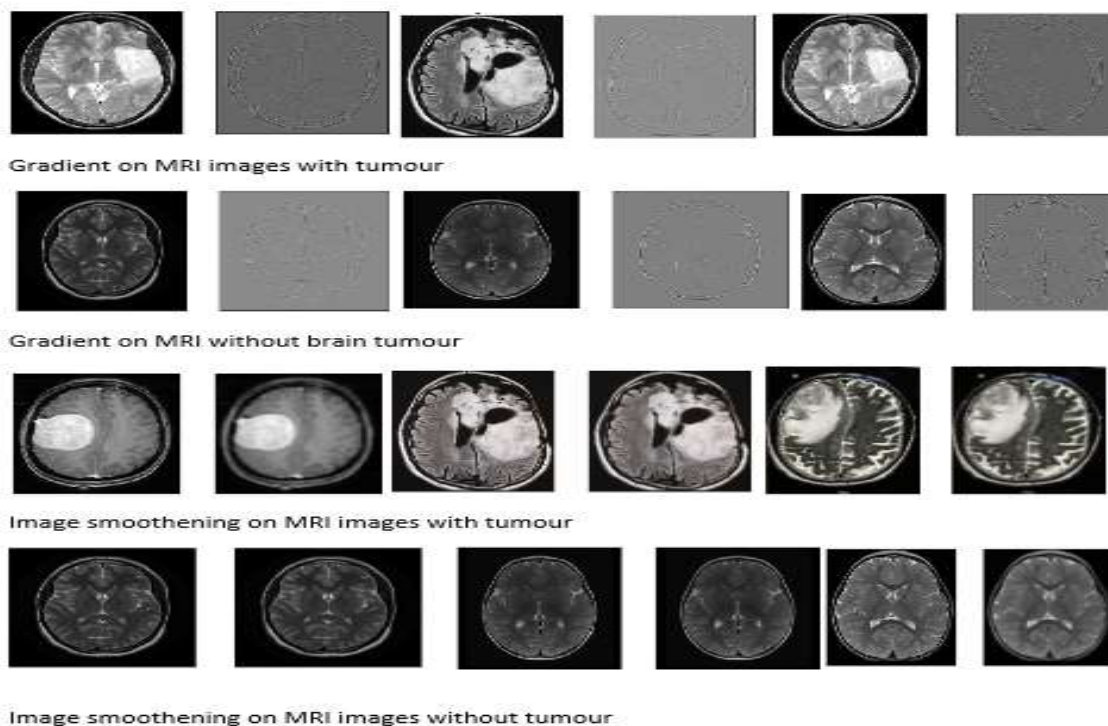 Gradient on MRI images with tumour
Gradient on MRI without brain tumour
Image smoothening on MRI images with tumour
Image smoothening on MRI images without tumour